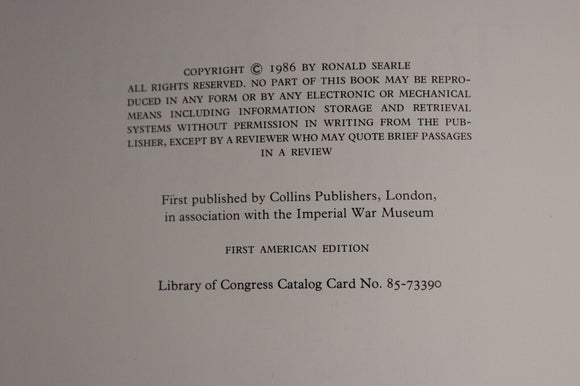 COPYRIGHT © 1986 BY RONALD SEARLE
ALL RIGHTS RESERVED. NO PART OF THIS BOOK MAY BE REPRO-
DUCED IN ANY FORM OR BY ANY ELECTRONIC OR MECHANICAL
MEANS INCLUDING INFORMATION STORAGE AND RETRIEVAL
SYSTEMS WITHOUT PERMISSION IN WRITING FROM THE PUB-
LISHER, EXCEPT BY A REVIEWER WHO MAY QUOTE BRIEF PASSAGES
IN A REVIEW
First published by Collins Publishers, London,
in association with the Imperial War Museum
FIRST AMERICAN EDITION
Library of Congress Catalog Card No. 85-73390